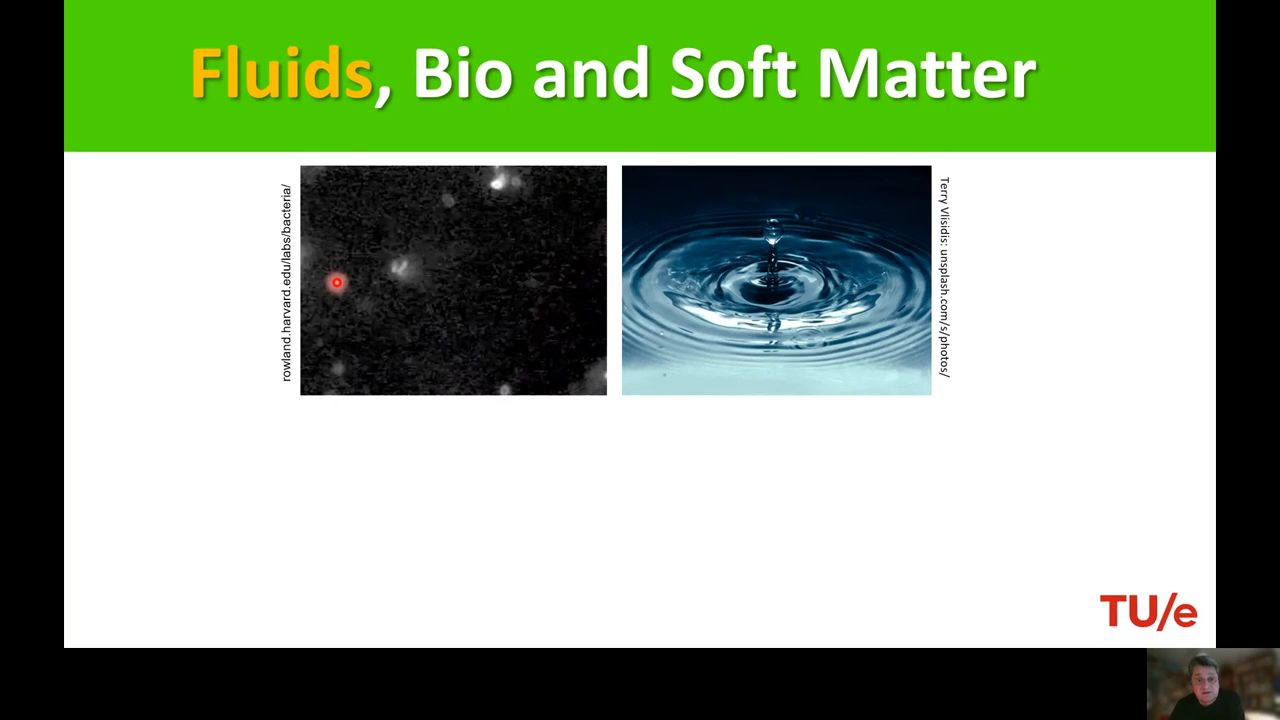 Fluids, Bio and Soft Matter
rowland.harvard.edu/labs/bacteria/
Terry Vlisidis: unsplash.com/s/photos/
TU/e